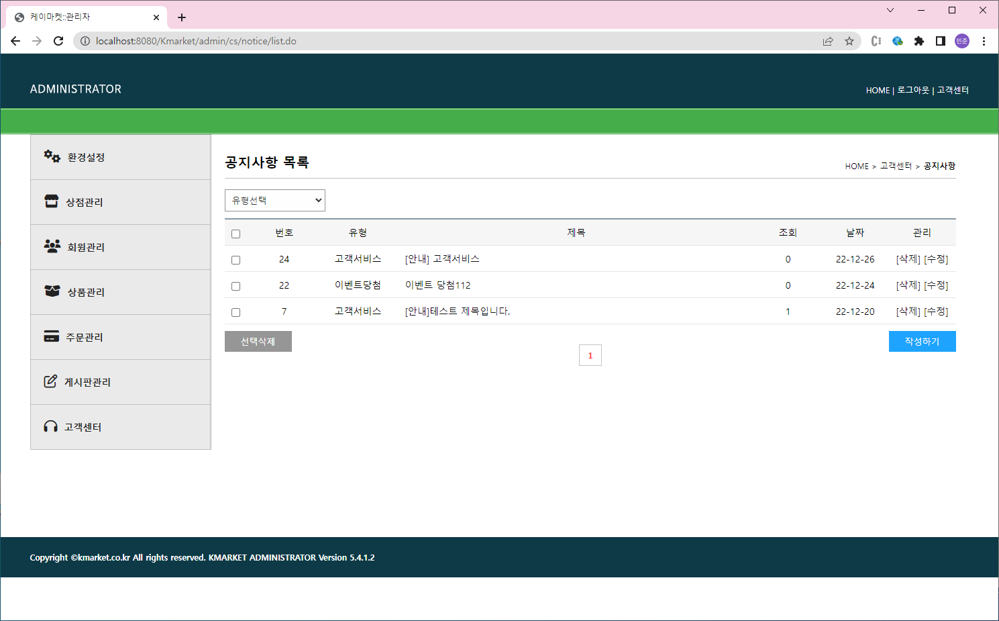 케이마켓::관리자
localhost:8080/Kmarket/admin/cs/notice/list.do
민준
ADMINISTRATOR
HOME | 로그아웃 | 고객센터
환경설정
상점관리
회원관리
상품관리
주문관리
게시판관리
고객센터
공지사항 목록
HOME > 고객센터 > 공지사항
유형선택
번호 유형 제목 조회 날짜 관리
24 고객서비스 [안내] 고객서비스 0 22-12-26 [삭제] [수정]
22 이벤트당첨 이벤트 당첨112 0 22-12-24 [삭제] [수정]
7 고객서비스 [안내]테스트 제목입니다. 1 22-12-20 [삭제] [수정]
선택삭제
1
작성하기
Copyright ©kmarket.co.kr All rights reserved. KMARKET ADMINISTRATOR Version 5.4.1.2